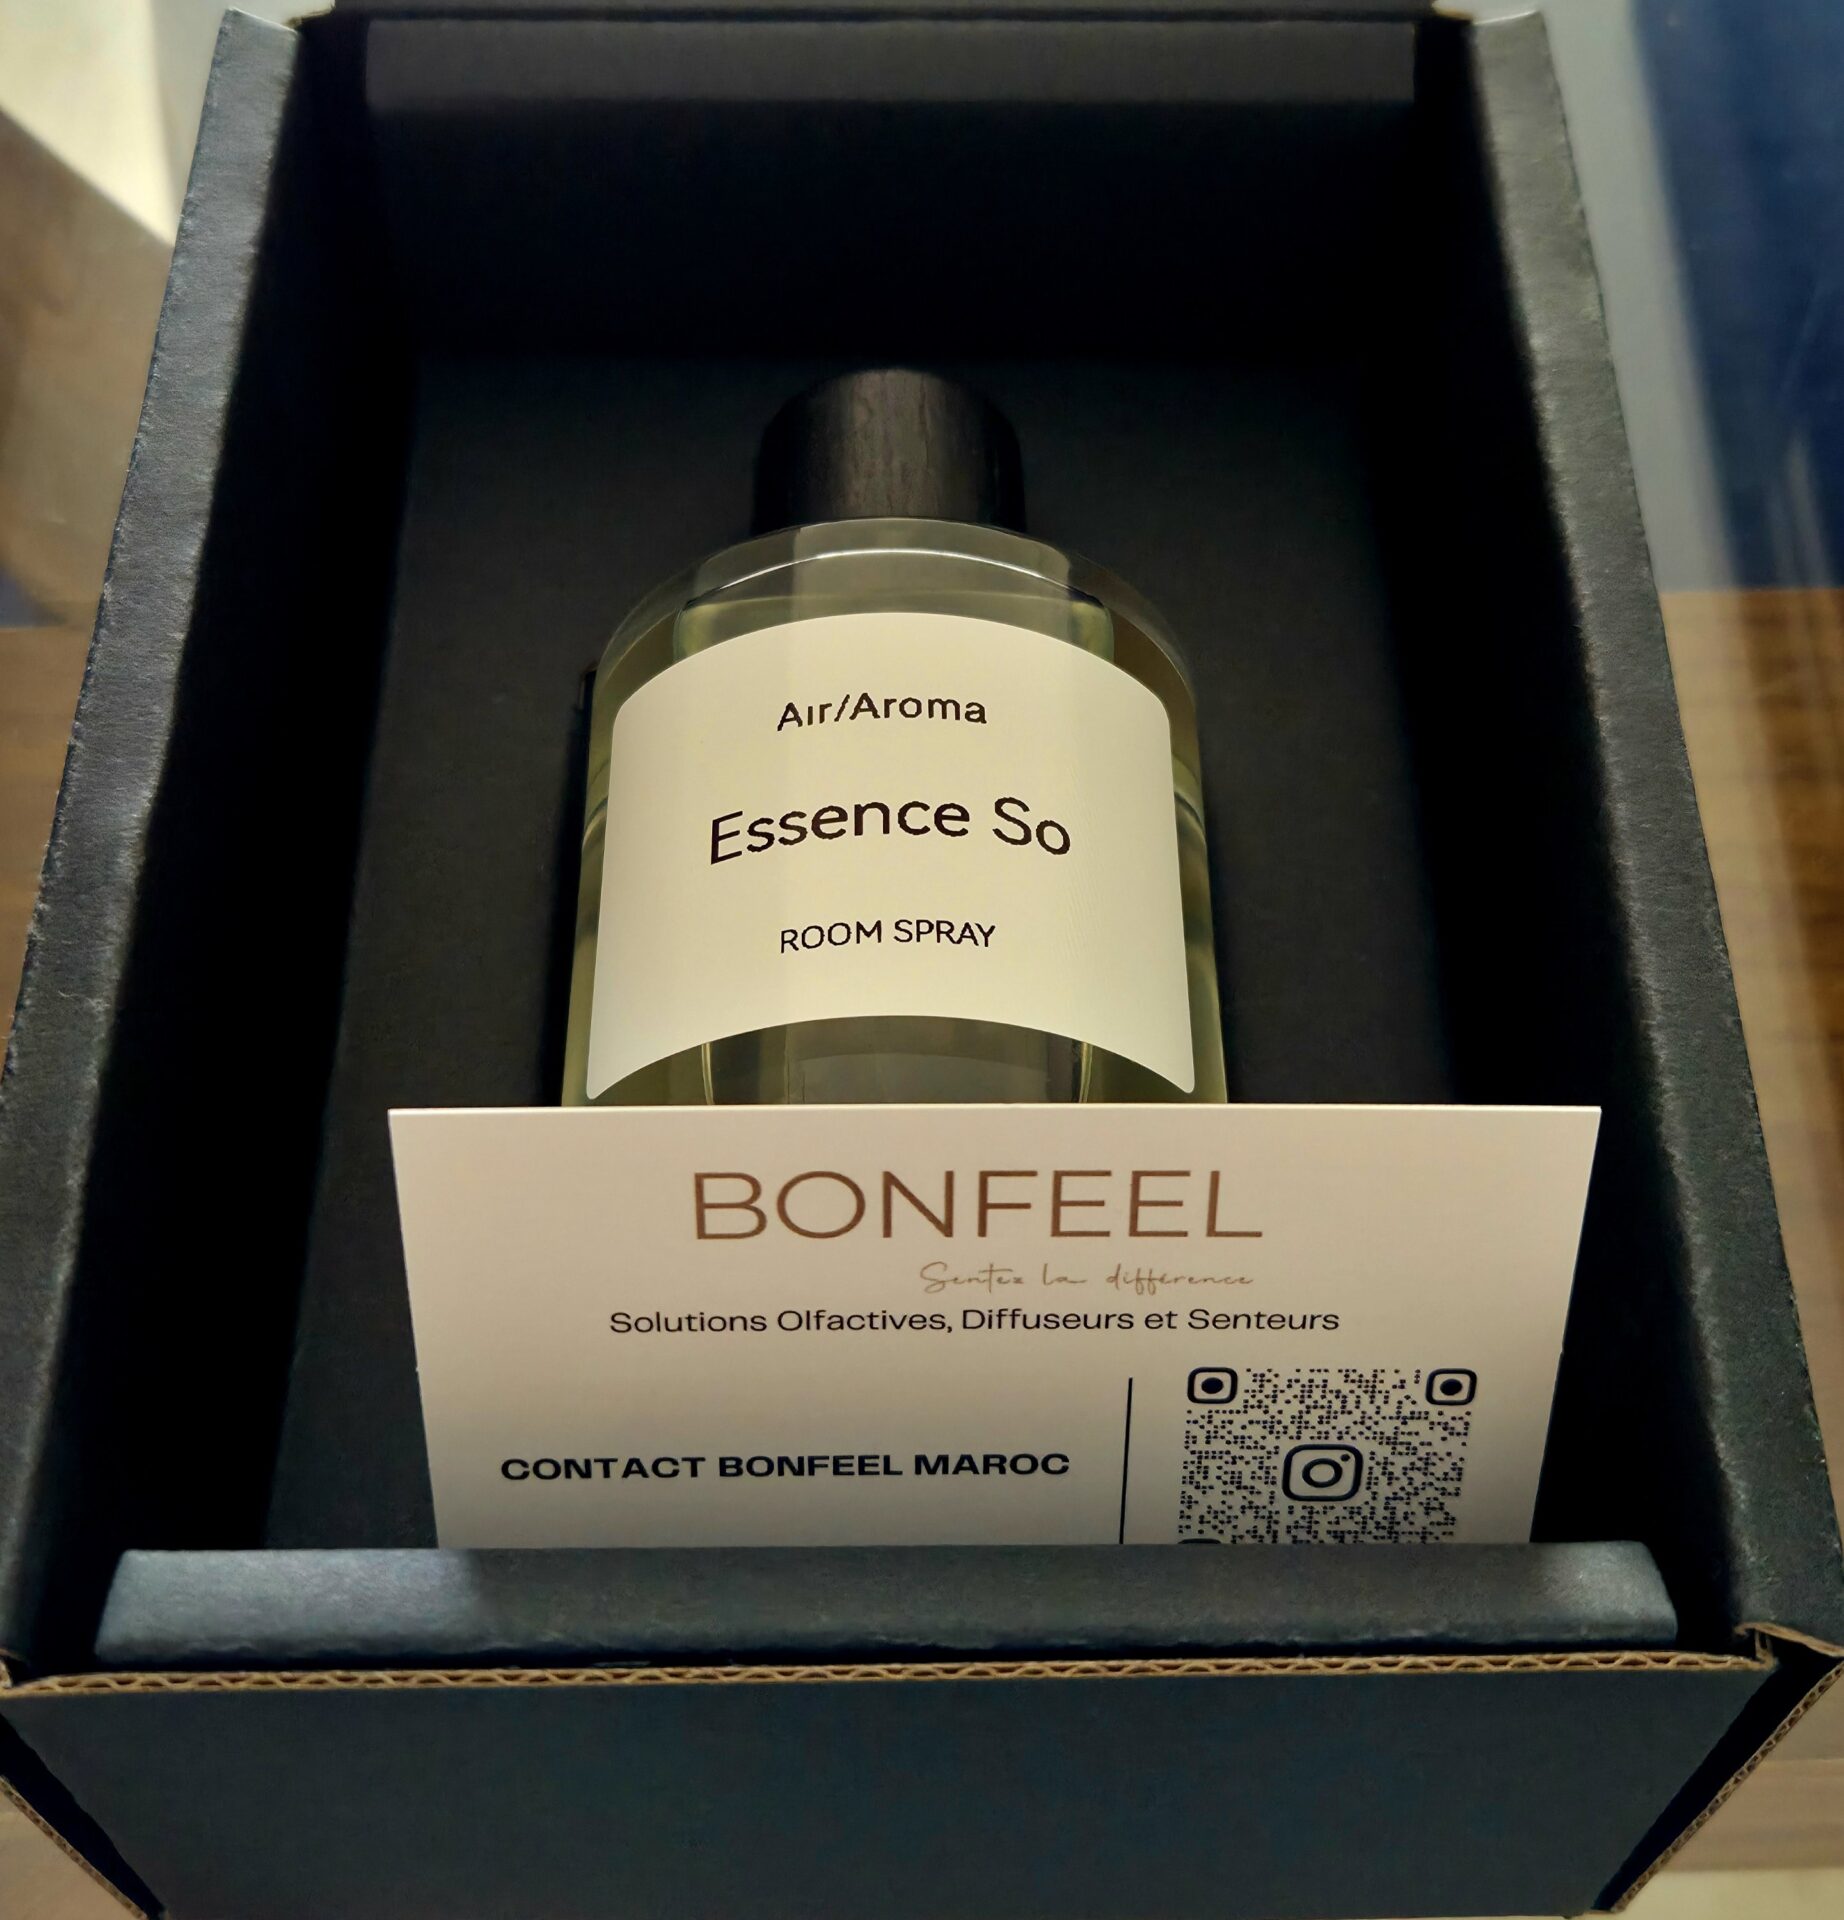 Air/Aroma
Essence So
ROOM SPRAY
BONFEEL
Sentez la différence
Solutions Olfactives, Diffuseurs et Senteurs
CONTACT BONFEEL MAROC